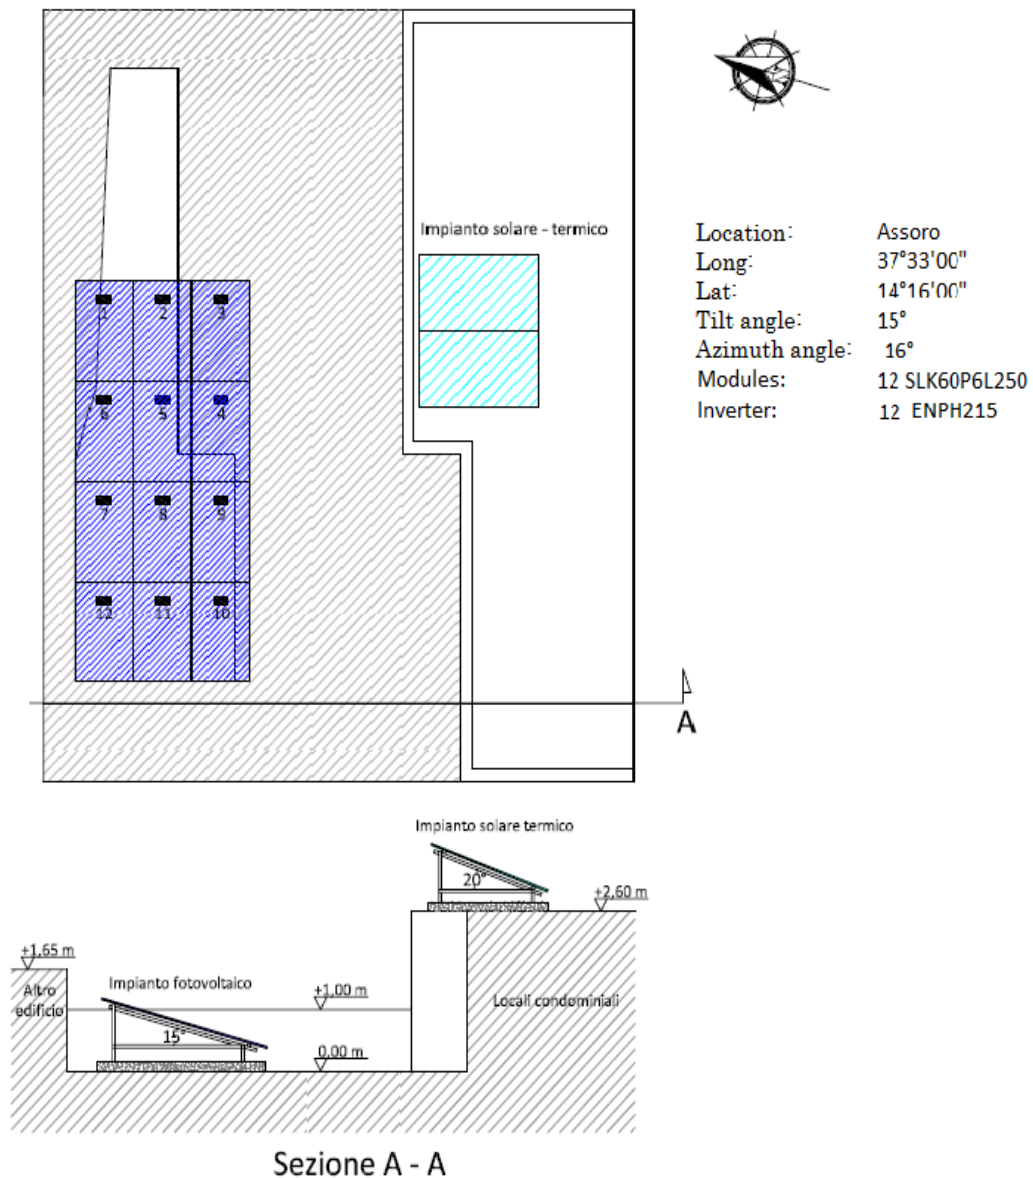 Impianto solare - termico
Location: Assoro
Long: 37°33'00"
Lat: 14°16'00"
Tilt angle: 15°
Azimuth angle: 16°
Modules: 12 SLK60P6L250
Inverter: 12 ENPH215
1 2 3
6 5 4
7 8 9
12 11 10
A
Impianto solare termico
20°
+2,60 m
+1,65 m
Altro
edificio
Impianto fotovoltaico
+1,00 m
Locali condominiali
15°
0,00 m
Sezione A - A